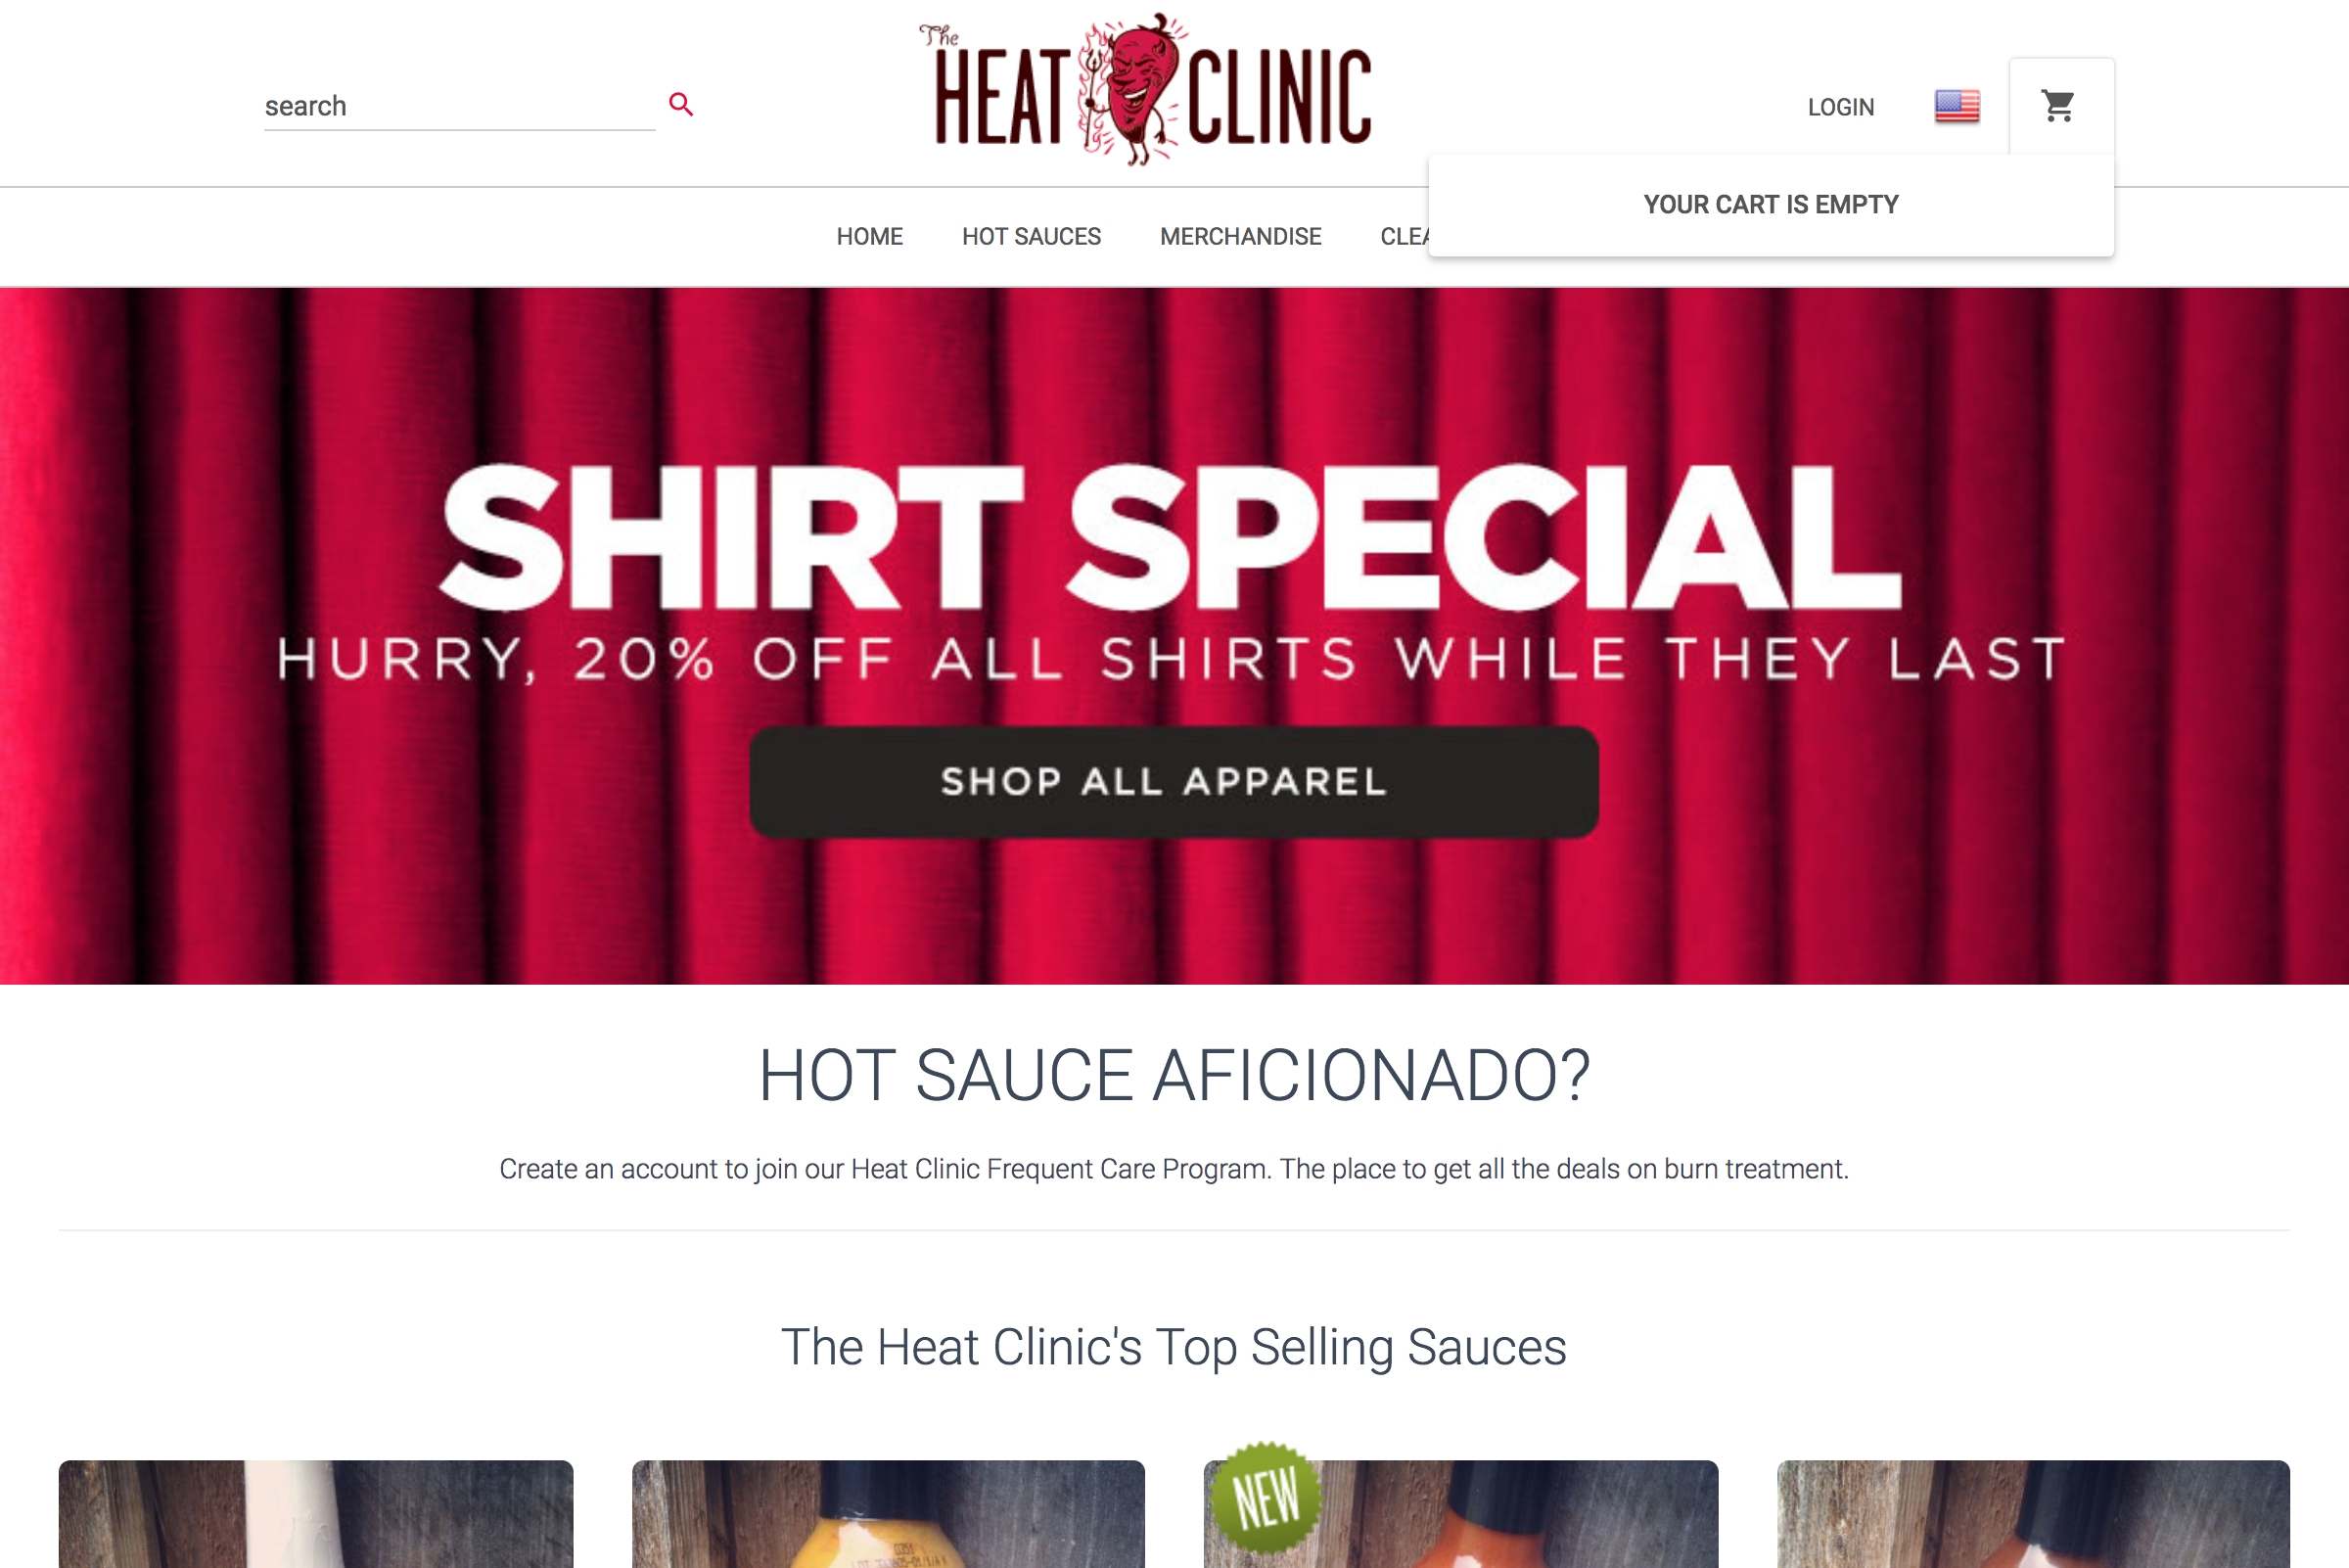 The
HEAT CLINIC
search
LOGIN
YOUR CART IS EMPTY
HOME HOT SAUCES MERCHANDISE
SHIRT SPECIAL
HURRY, 20% OFF ALL SHIRTS WHILE THEY LAST
SHOP ALL APPAREL
HOT SAUCE AFICIONADO?
Create an account to join our Heat Clinic Frequent Care Program. The place to get all the deals on burn treatment.
The Heat Clinic's Top Selling Sauces
NEW